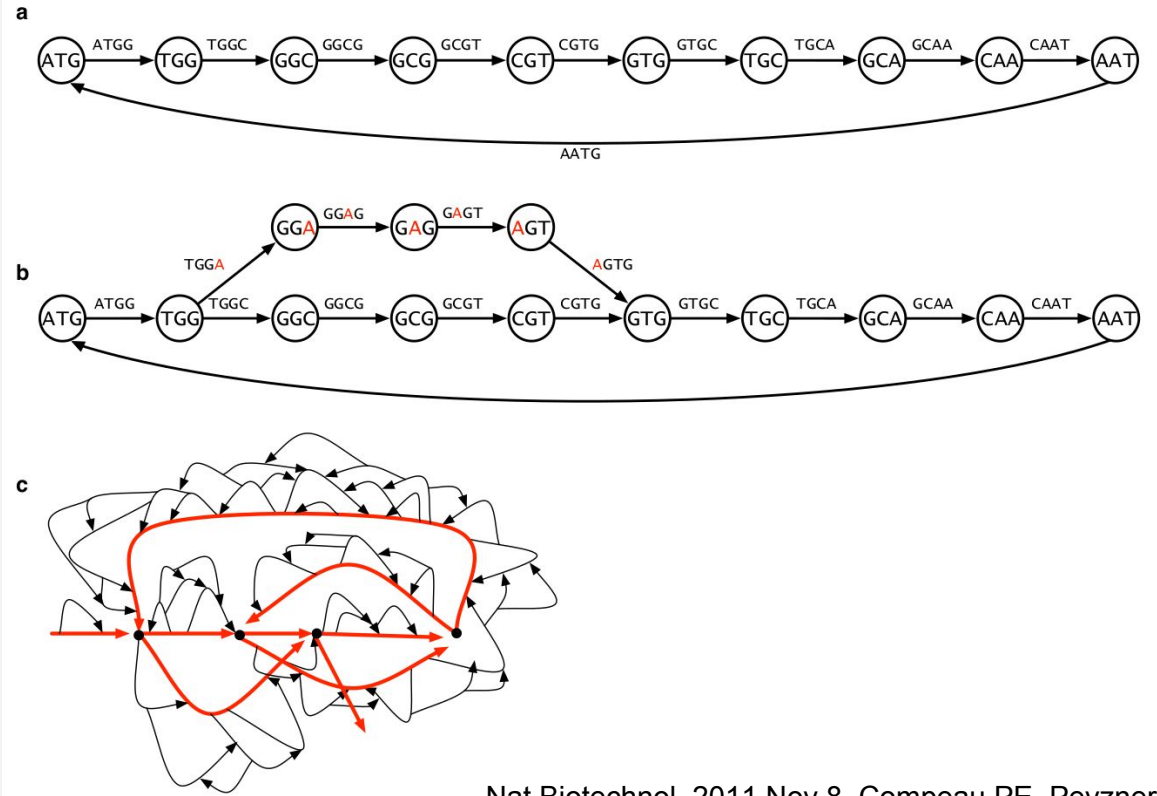 a
ATGG TGGC GGCG GCGT CGTG GTGC TGCA GCAA CAAT
ATG TGG GGC GCG CGT GTG TGC GCA CAA AAT
AATG
GGAG GAGT
GGA GAG AGT
TGGA AGTG
b
ATGG TGGC GGCG GCGT CGTG GTGC TGCA GCAA CAAT
ATG TGG GGC GCG CGT GTG TGC GCA CAA AAT
c
Nat Biotechnol. 2011 Nov 8. Compeau PE, Pevzner